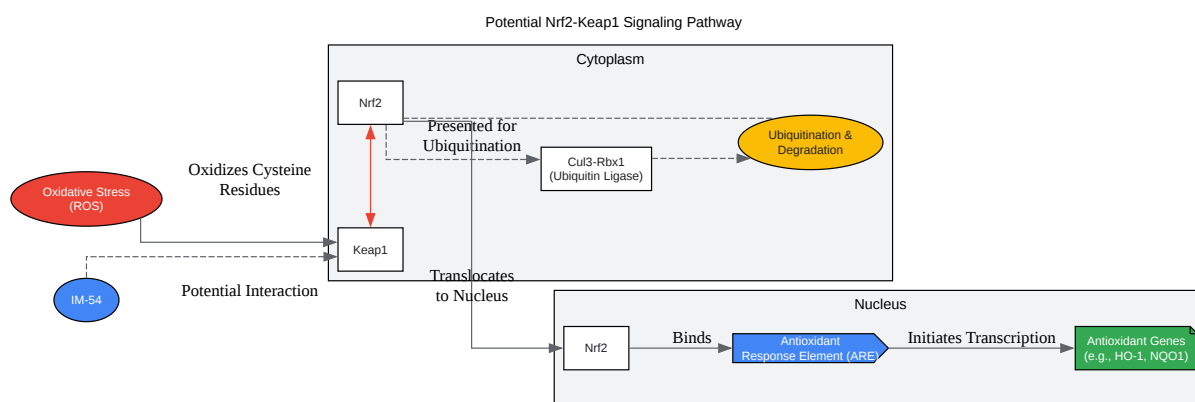 Potential Nrf2-Keap1 Signaling Pathway
Cytoplasm
Nrf2
Presented for
Ubiquitination
Cul3-Rbx1
(Ubiquitin Ligase)
Ubiquitination &
Degradation
Oxidizes Cysteine
Residues
Oxidative Stress
(ROS)
Keap1
IM-54
Potential Interaction
Translocates
to Nucleus
Nucleus
Nrf2
Binds
Antioxidant
Response Element (ARE)
Initiates Transcription
Antioxidant Genes
(e.g., HO-1, NQO1)